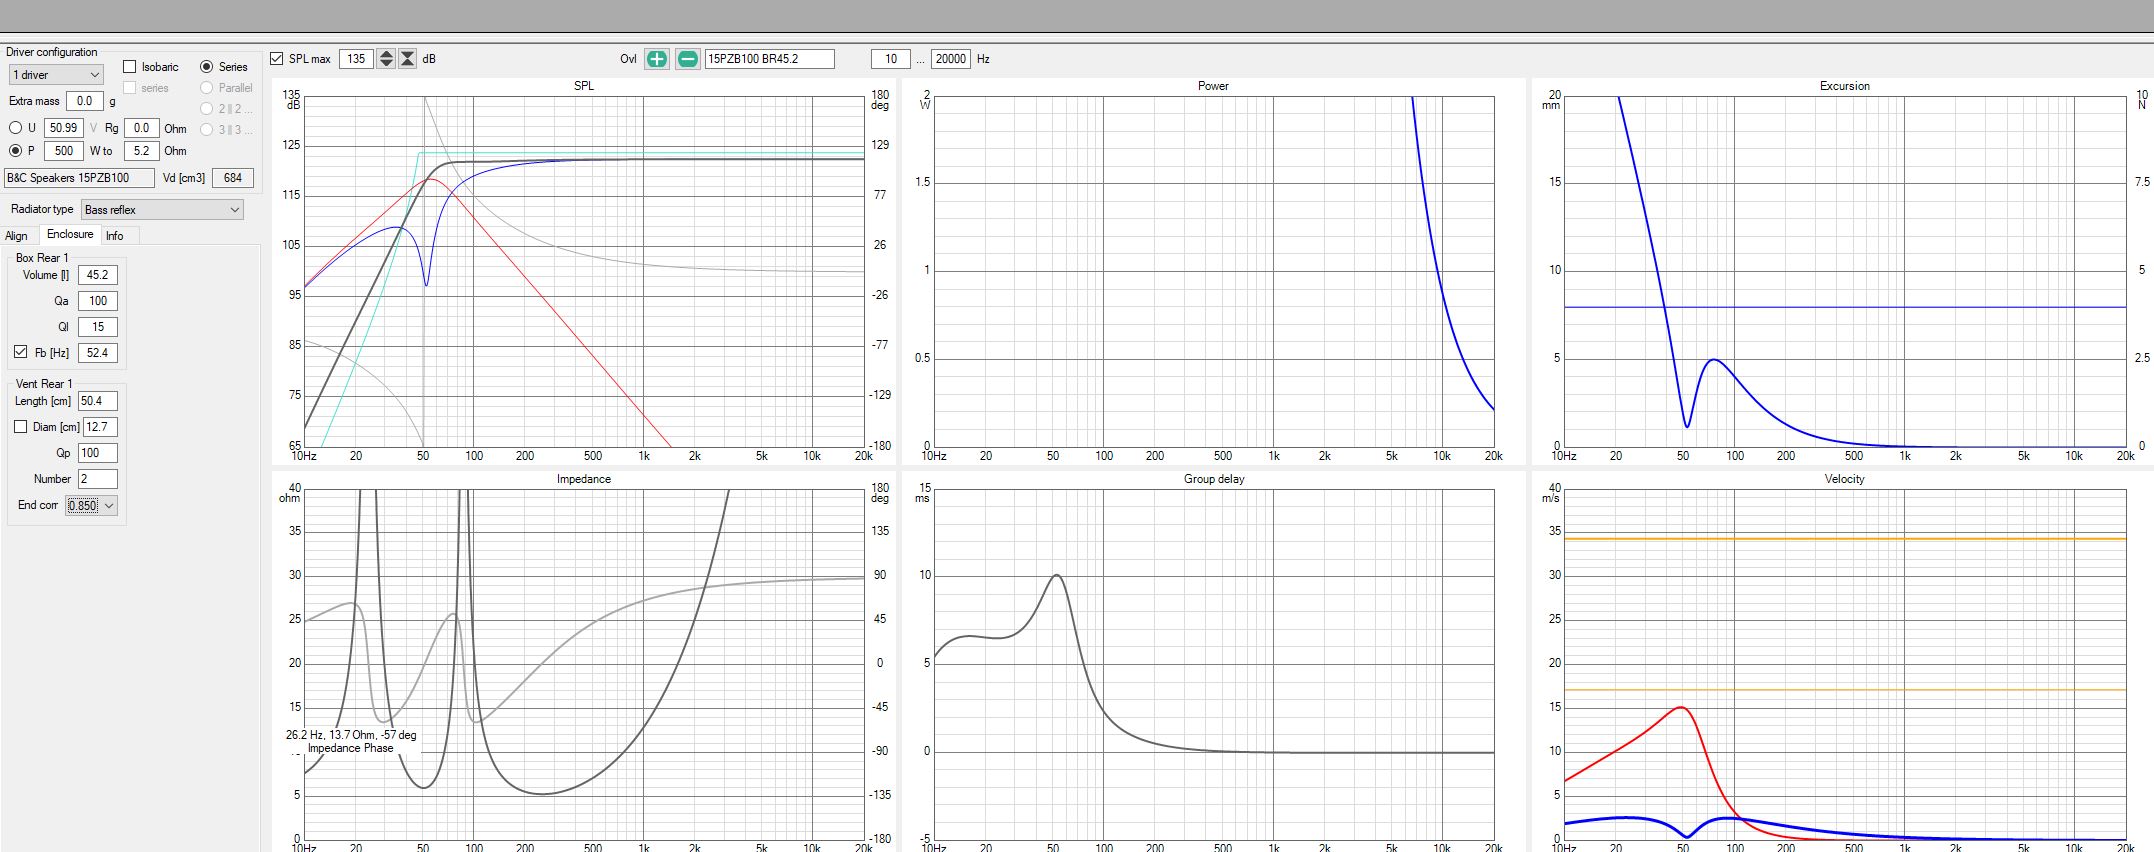 Driver configuration
1 driver
Isobaric
Series
series
Parallel
Extra mass 0.0 g
2 || 2 ...
U 50.99 V Rg 0.0 Ohm
3 || 3 ...
P 500 W to 5.2 Ohm
B&C Speakers 15PZB100 Vd [cm3] 684
Radiator type Bass reflex
Align Enclosure Info
Box Rear 1
Volume [l] 45.2
Qa 100
Ql 15
Fb [Hz] 52.4
Vent Rear 1
Length [cm] 50.4
Diam [cm] 12.7
Qp 100
Number 2
End corr 0.850
SPL max 135 dB
Ovl 15PZB100 BR45.2
10 ... 20000 Hz
SPL
135 180
dB deg
125 129
115 77
105 26
95 -26
85 -77
75 -129
65 -180
10Hz 20 50 100 200 500 1k 2k 5k 10k 20k
Power
2
W
1.5
1
0.5
0
10Hz 20 50 100 200 500 1k 2k 5k 10k 20k
Excursion
20 10
mm N
15 7.5
10 5
5 2.5
0 0
10Hz 20 50 100 200 500 1k 2k 5k 10k 20k
Impedance
40 180
ohm deg
35 135
30 90
25 45
20 0
15 -45
26.2 Hz, 13.7 Ohm, -57 deg
Impedance Phase
-90
5 -135
0 -180
10Hz 20 50 100 200 500 1k 2k 5k 10k 20k
Group delay
15
ms
10
5
0
-5
10Hz 20 50 100 200 500 1k 2k 5k 10k 20k
Velocity
40
m/s
35
30
25
20
15
10
5
0
10Hz 20 50 100 200 500 1k 2k 5k 10k 20k